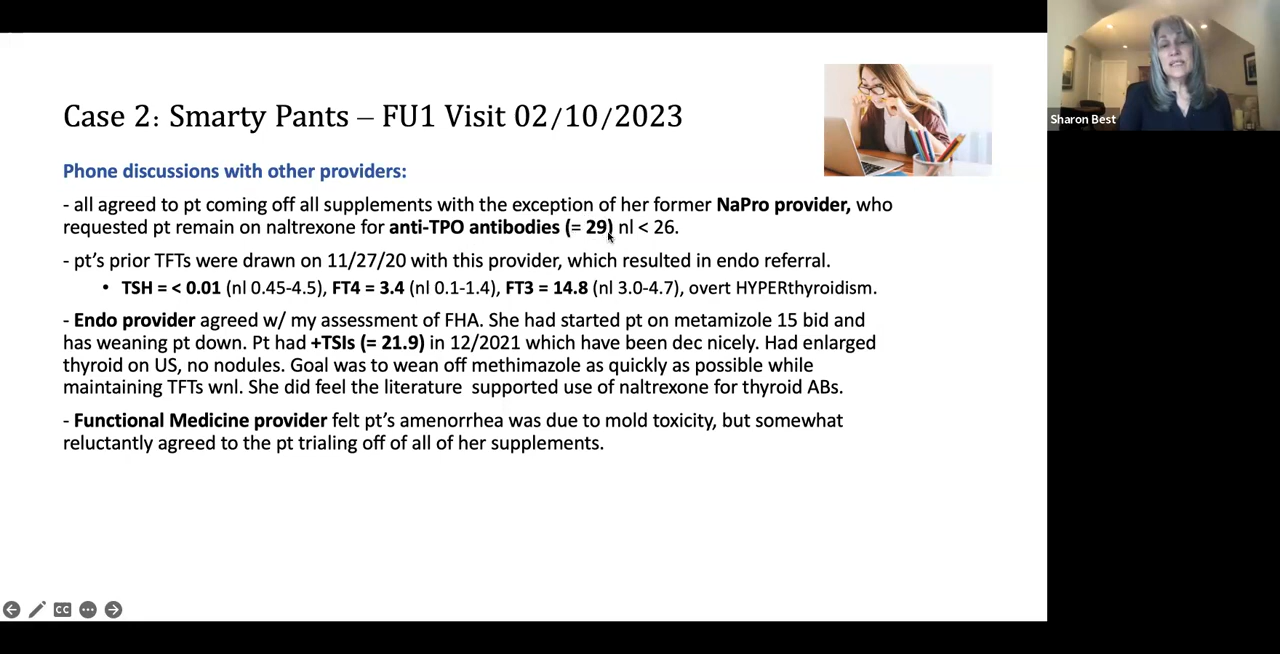 Sharon Best
Case 2: Smarty Pants – FU1 Visit 02/10/2023
Phone discussions with other providers:
- all agreed to pt coming off all supplements with the exception of her former NaPro provider, who
requested pt remain on naltrexone for anti-TPO antibodies (= 29) nl < 26.
- pt's prior TFTs were drawn on 11/27/20 with this provider, which resulted in endo referral.
• TSH = < 0.01 (nl 0.45-4.5), FT4 = 3.4 (nl 0.1-1.4), FT3 = 14.8 (nl 3.0-4.7), overt HYPERthyroidism.
- Endo provider agreed w/ my assessment of FHA. She had started pt on metamizole 15 bid and
has weaning pt down. Pt had +TSIs (= 21.9) in 12/2021 which have been dec nicely. Had enlarged
thyroid on US, no nodules. Goal was to wean off methimazole as quickly as possible while
maintaining TFTs wnl. She did feel the literature supported use of naltrexone for thyroid ABs.
- Functional Medicine provider felt pt's amenorrhea was due to mold toxicity, but somewhat
reluctantly agreed to the pt trialing off of all of her supplements.
CC